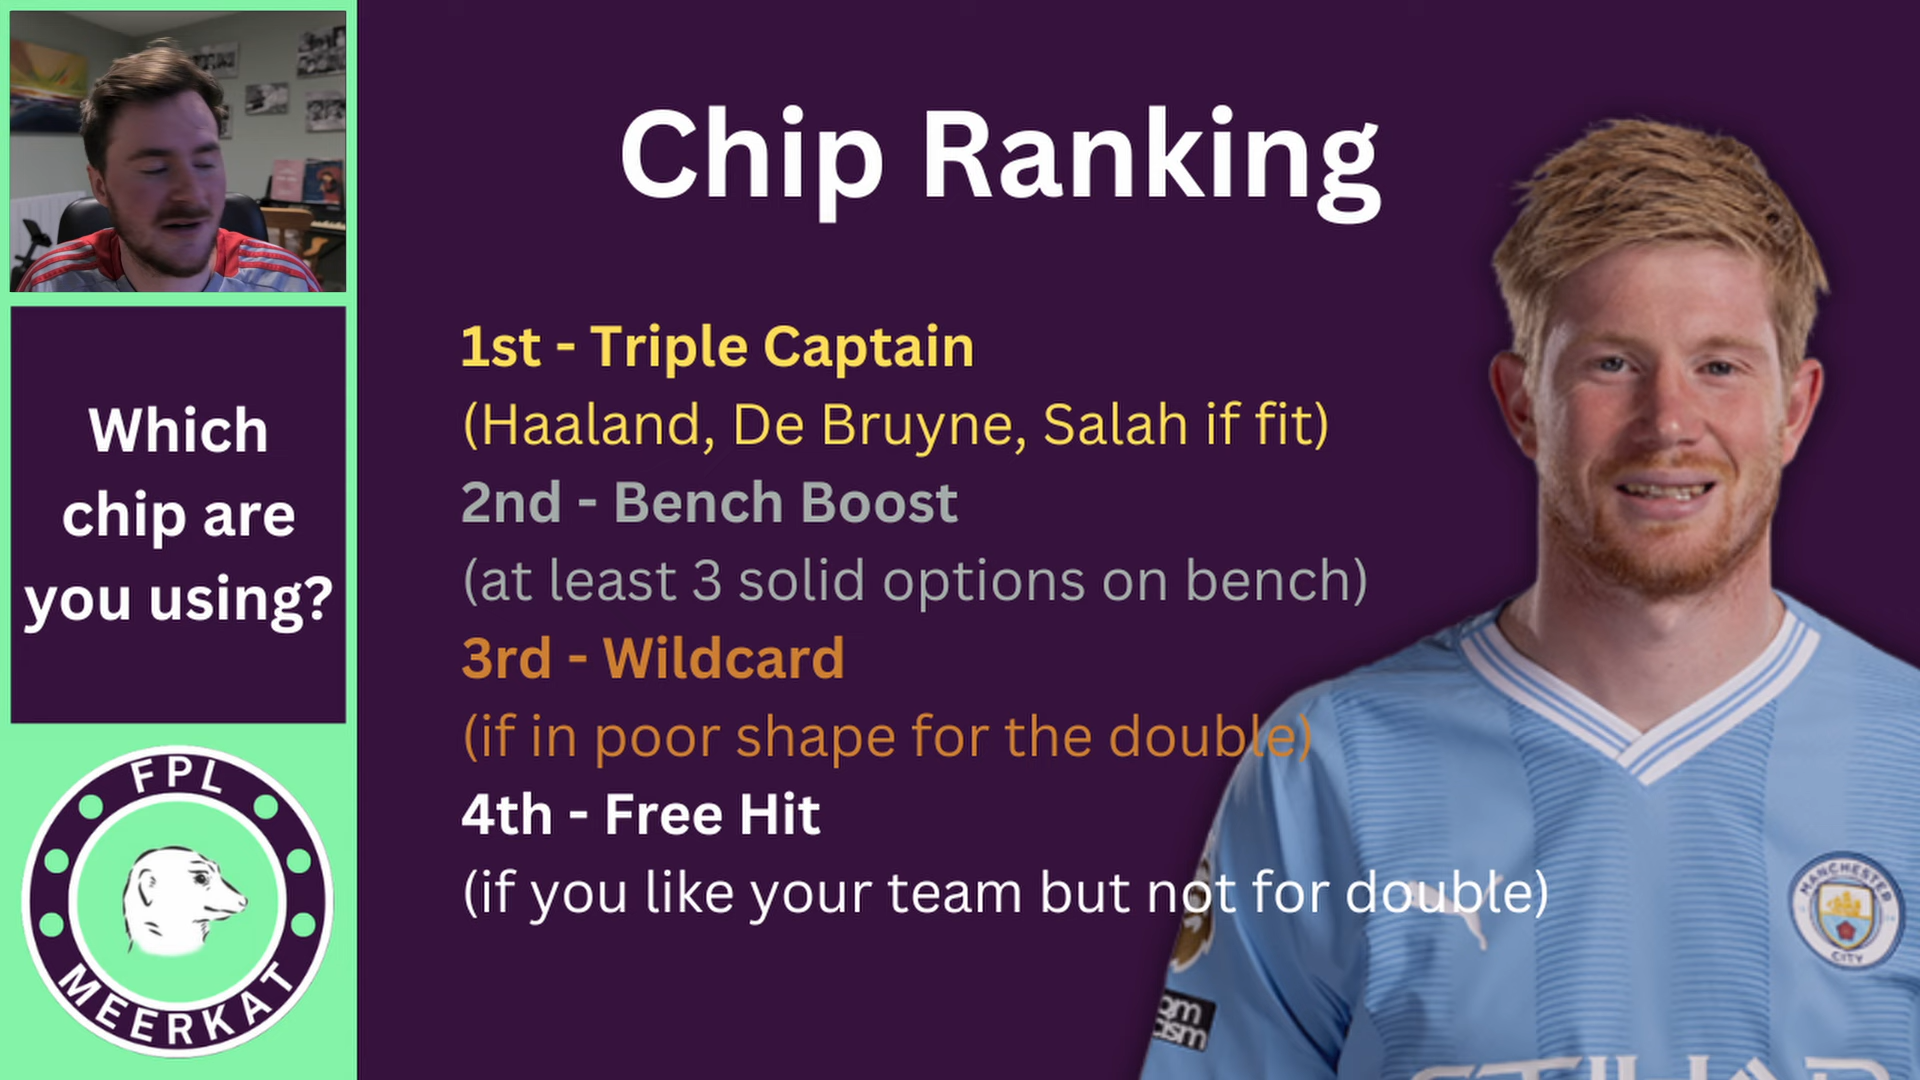 Chip Ranking
1st - Triple Captain
(Haaland, De Bruyne, Salah if fit)
2nd - Bench Boost
(at least 3 solid options on bench)
3rd - Wildcard
(if in poor shape for the double)
4th - Free Hit
(if you like your team but not for double)
Which
chip are
you using?
FPL
MEERKAT
MANCHESTER
CITY